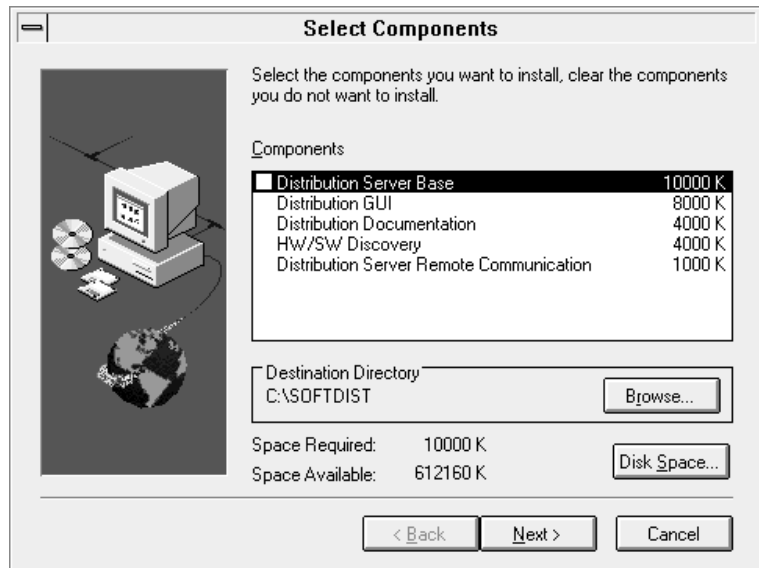 Select Components
Select the components you want to install, clear the components
you do not want to install.
Components
Distribution Server Base 10000 K
Distribution GUI 8000 K
Distribution Documentation 4000 K
HW/SW Discovery 4000 K
Distribution Server Remote Communication 1000 K
Destination Directory
C:\SOFTDIST
Browse...
Space Required: 10000 K
Space Available: 612160 K
Disk Space...
< Back Next > Cancel